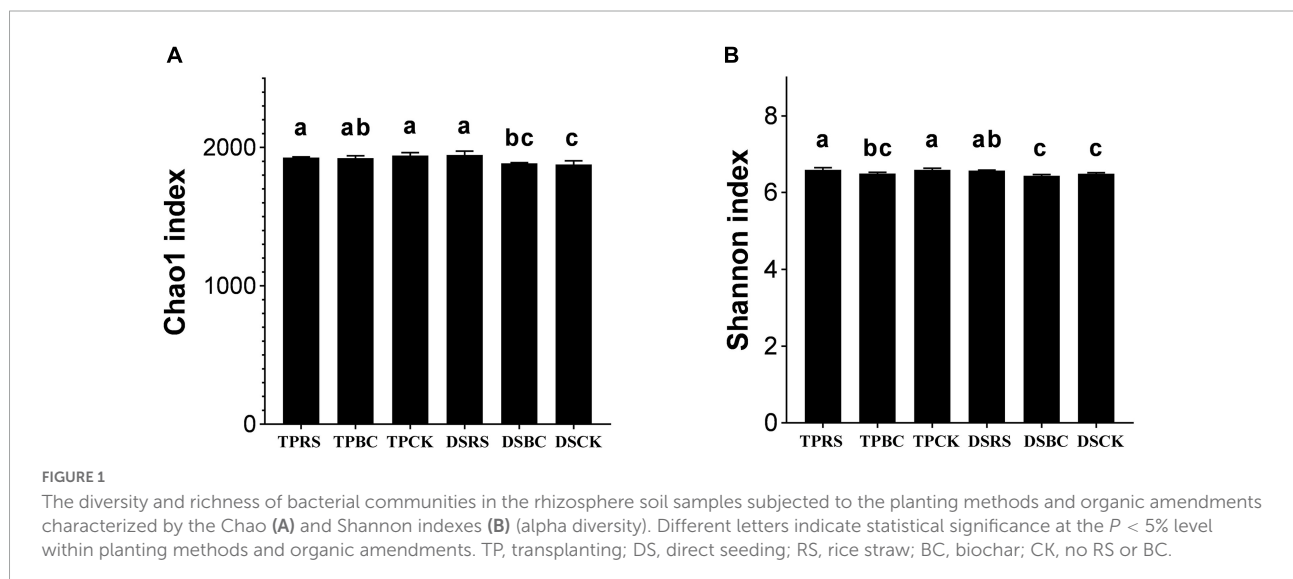 A
Chao1 index
2000
1000
0
a ab a a bc c
TPRS TPBC TPCK DSRS DSBC DSCK
B
Shannon index
8
6
4
2
0
a bc a ab c c
TPRS TPBC TPCK DSRS DSBC DSCK
FIGURE 1
The diversity and richness of bacterial communities in the rhizosphere soil samples subjected to the planting methods and organic amendments
characterized by the Chao (A) and Shannon indexes (B) (alpha diversity). Different letters indicate statistical significance at the P < 5% level
within planting methods and organic amendments. TP, transplanting; DS, direct seeding; RS, rice straw; BC, biochar; CK, no RS or BC.